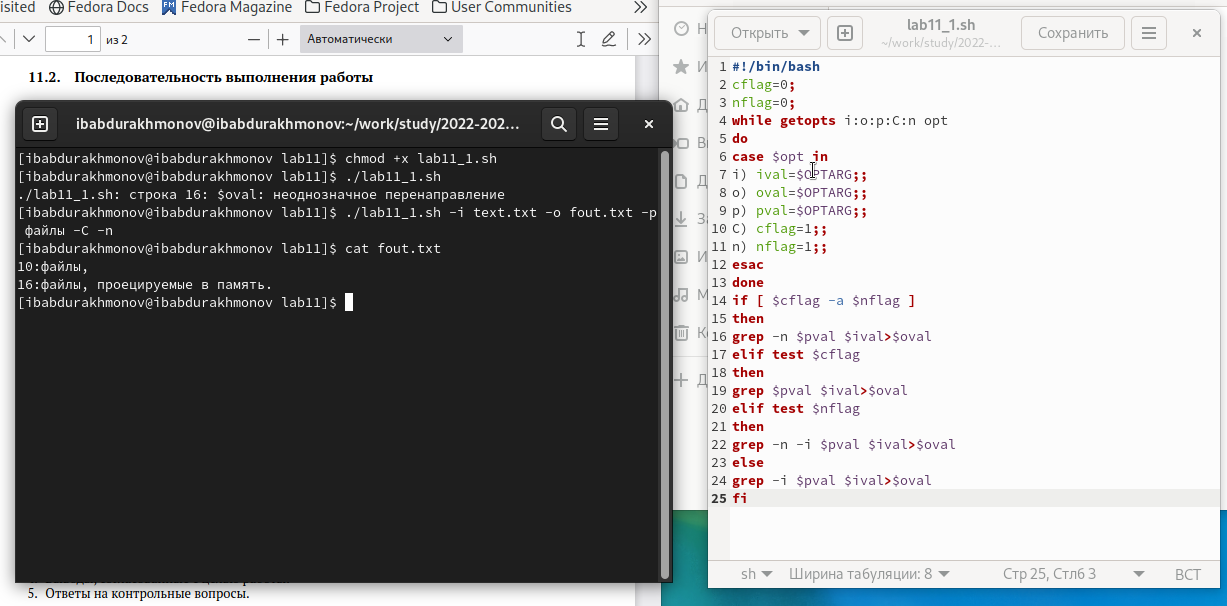 isited Fedora Docs Fedora Magazine Fedora Project User Communities
1 из 2 Автоматически
11.2. Последовательность выполнения работы
ibabdurakhmonov@ibabdurakhmonov:~/work/study/2022-202...
[ibabdurakhmonov@ibabdurakhmonov lab11]$ chmod +x lab11_1.sh
[ibabdurakhmonov@ibabdurakhmonov lab11]$ ./lab11_1.sh
./lab11_1.sh: строка 16: $oval: неоднозначное перенаправление
[ibabdurakhmonov@ibabdurakhmonov lab11]$ ./lab11_1.sh -i text.txt -o fout.txt -p
файлы -C -n
[ibabdurakhmonov@ibabdurakhmonov lab11]$ cat fout.txt
10:файлы,
16:файлы, проецируемые в память.
[ibabdurakhmonov@ibabdurakhmonov lab11]$
5. Ответы на контрольные вопросы.
Открыть
lab11_1.sh
~/work/study/2022-...
Сохранить
1 #!/bin/bash
2 cflag=0;
3 nflag=0;
4 while getopts i:o:p:C:n opt
5 do
6 case $opt in
7 i) ival=$OPTARG;;
8 o) oval=$OPTARG;;
9 p) pval=$OPTARG;;
10 C) cflag=1;;
11 n) nflag=1;;
12 esac
13 done
14 if [ $cflag -a $nflag ]
15 then
16 grep -n $pval $ival>$oval
17 elif test $cflag
18 then
19 grep $pval $ival>$oval
20 elif test $nflag
21 then
22 grep -n -i $pval $ival>$oval
23 else
24 grep -i $pval $ival>$oval
25 fi
sh Ширина табуляции: 8 Стр 25, Стлб 3 ВСТ